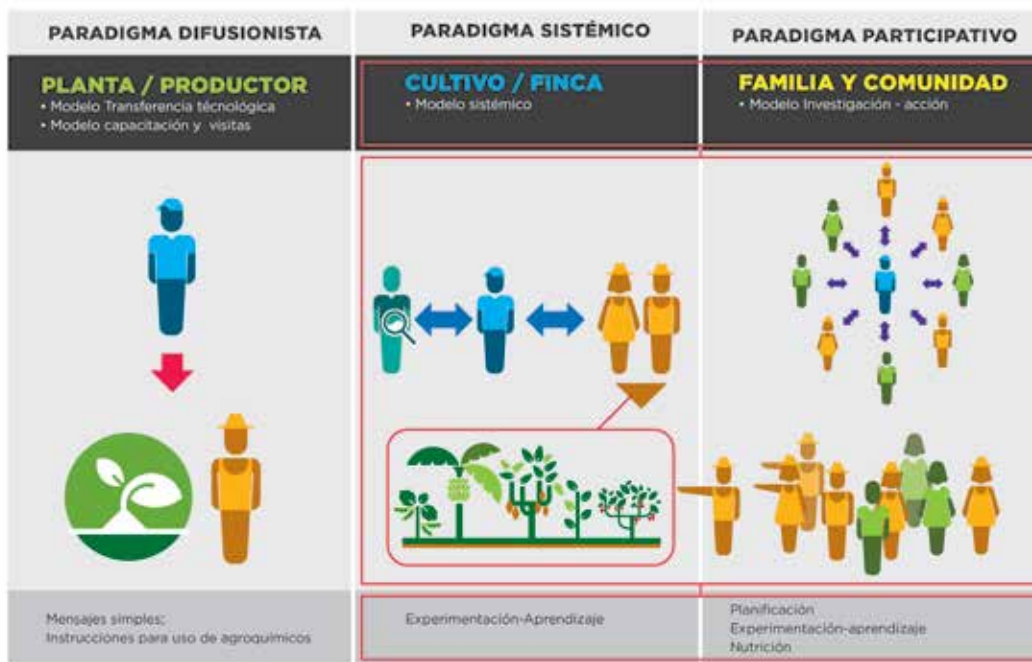 PARADIGMA DIFUSIONISTA
PLANTA / PRODUCTOR
• Modelo Transferencia técnológica
• Modelo capacitación y visitas
Mensajes simples;
Instrucciones para uso de agroquímicos
PARADIGMA SISTÉMICO
CULTIVO / FINCA
• Modelo sistémico
Experimentación-Aprendizaje
PARADIGMA PARTICIPATIVO
FAMILIA Y COMUNIDAD
• Modelo Investigación - acción
Planificación
Experimentación-aprendizaje
Nutrición